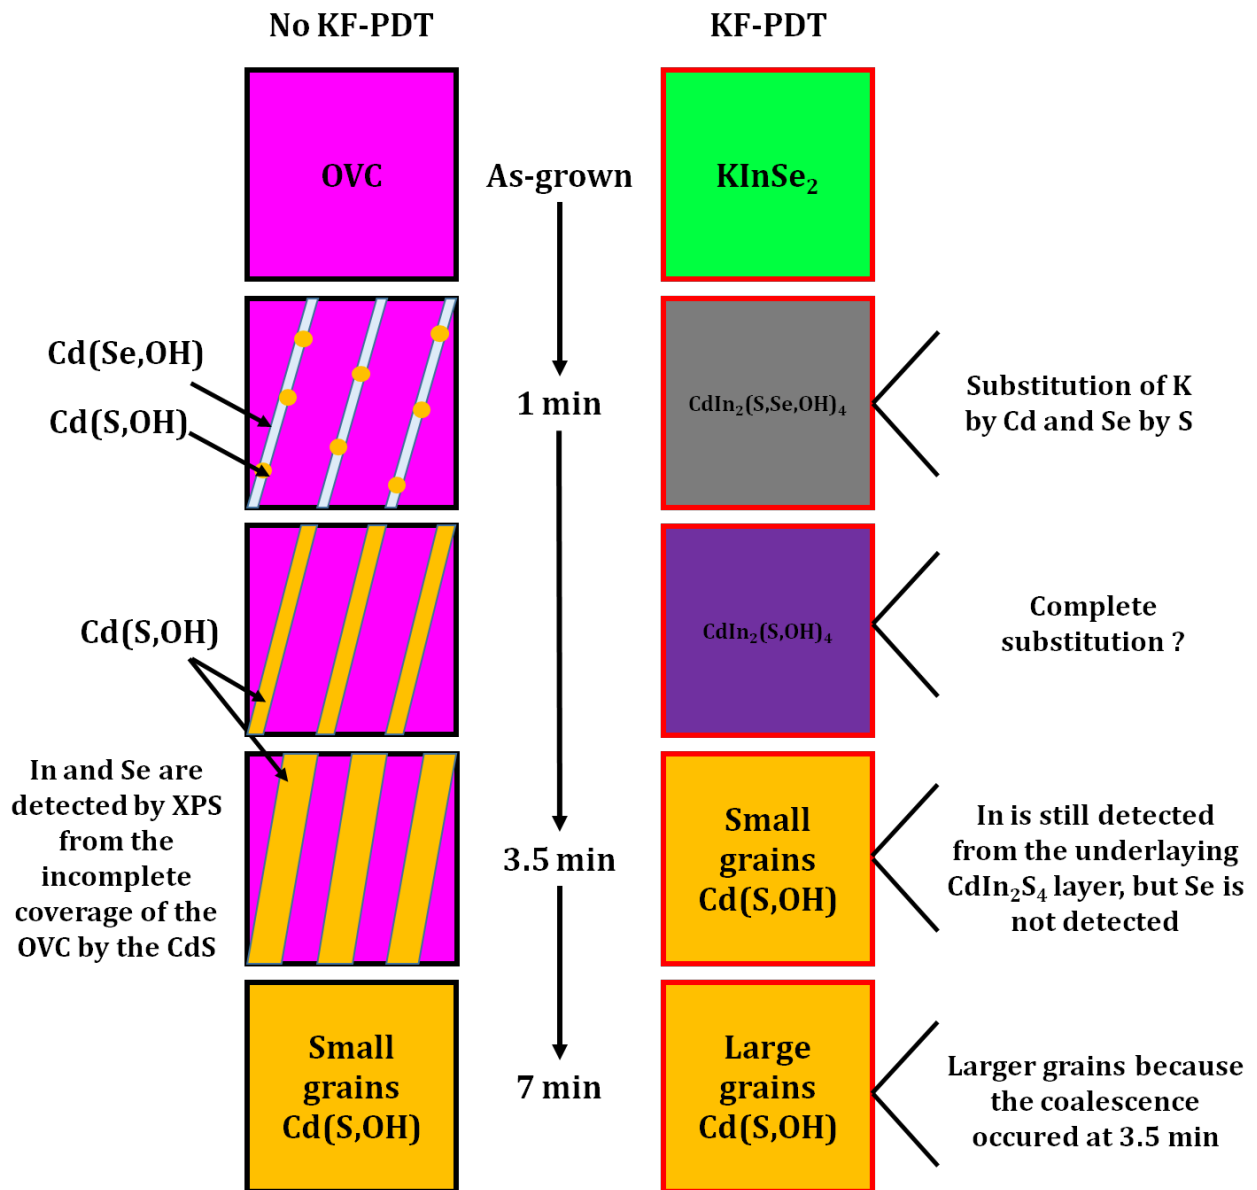 No KF-PDT
KF-PDT
OVC
As-grown
KInSe₂
Cd(Se,OH)
Cd(S,OH)
1 min
CdIn₂(S,Se,OH)₄
Substitution of K
by Cd and Se by S
Cd(S,OH)
CdIn₂(S,OH)₄
Complete
substitution ?
In and Se are
detected by XPS
from the
incomplete
coverage of the
OVC by the CdS
3.5 min
Small
grains
Cd(S,OH)
In is still detected
from the underlaying
CdIn₂S₄ layer, but Se is
not detected
Small
grains
Cd(S,OH)
7 min
Large
grains
Cd(S,OH)
Larger grains because
the coalescence
occured at 3.5 min